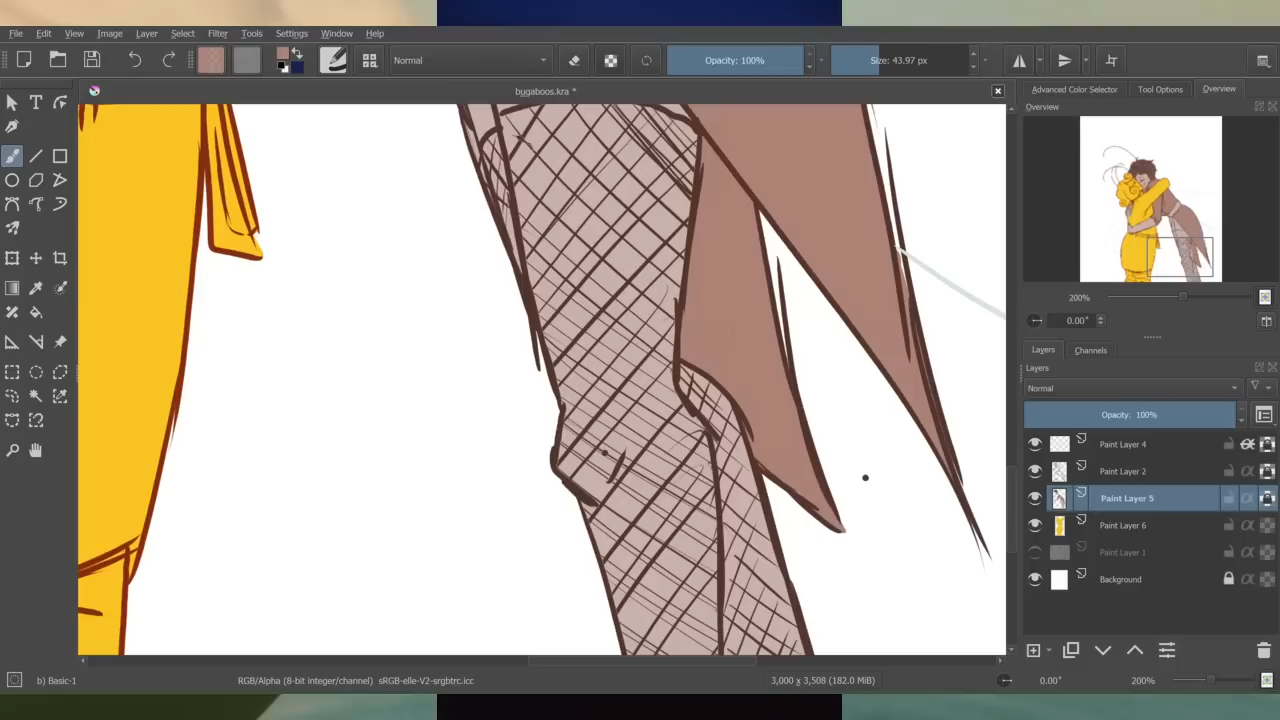 File Edit View Image Layer Select Filter Tools Settings Window Help
Normal Opacity: 100% Size: 43.97 px
bugaboos.kra *
Advanced Color Selector Tool Options Overview
Overview
200%
0.00°
Layers Channels
Layers
Normal
Opacity: 100%
Paint Layer 4
Paint Layer 2
Paint Layer 5
Paint Layer 6
Paint Layer 1
Background
b) Basic-1 RGB/Alpha (8-bit integer/channel) sRGB-elle-V2-srgbtrc.icc 3,000 x 3,508 (182.0 MiB) 0.00° 200%